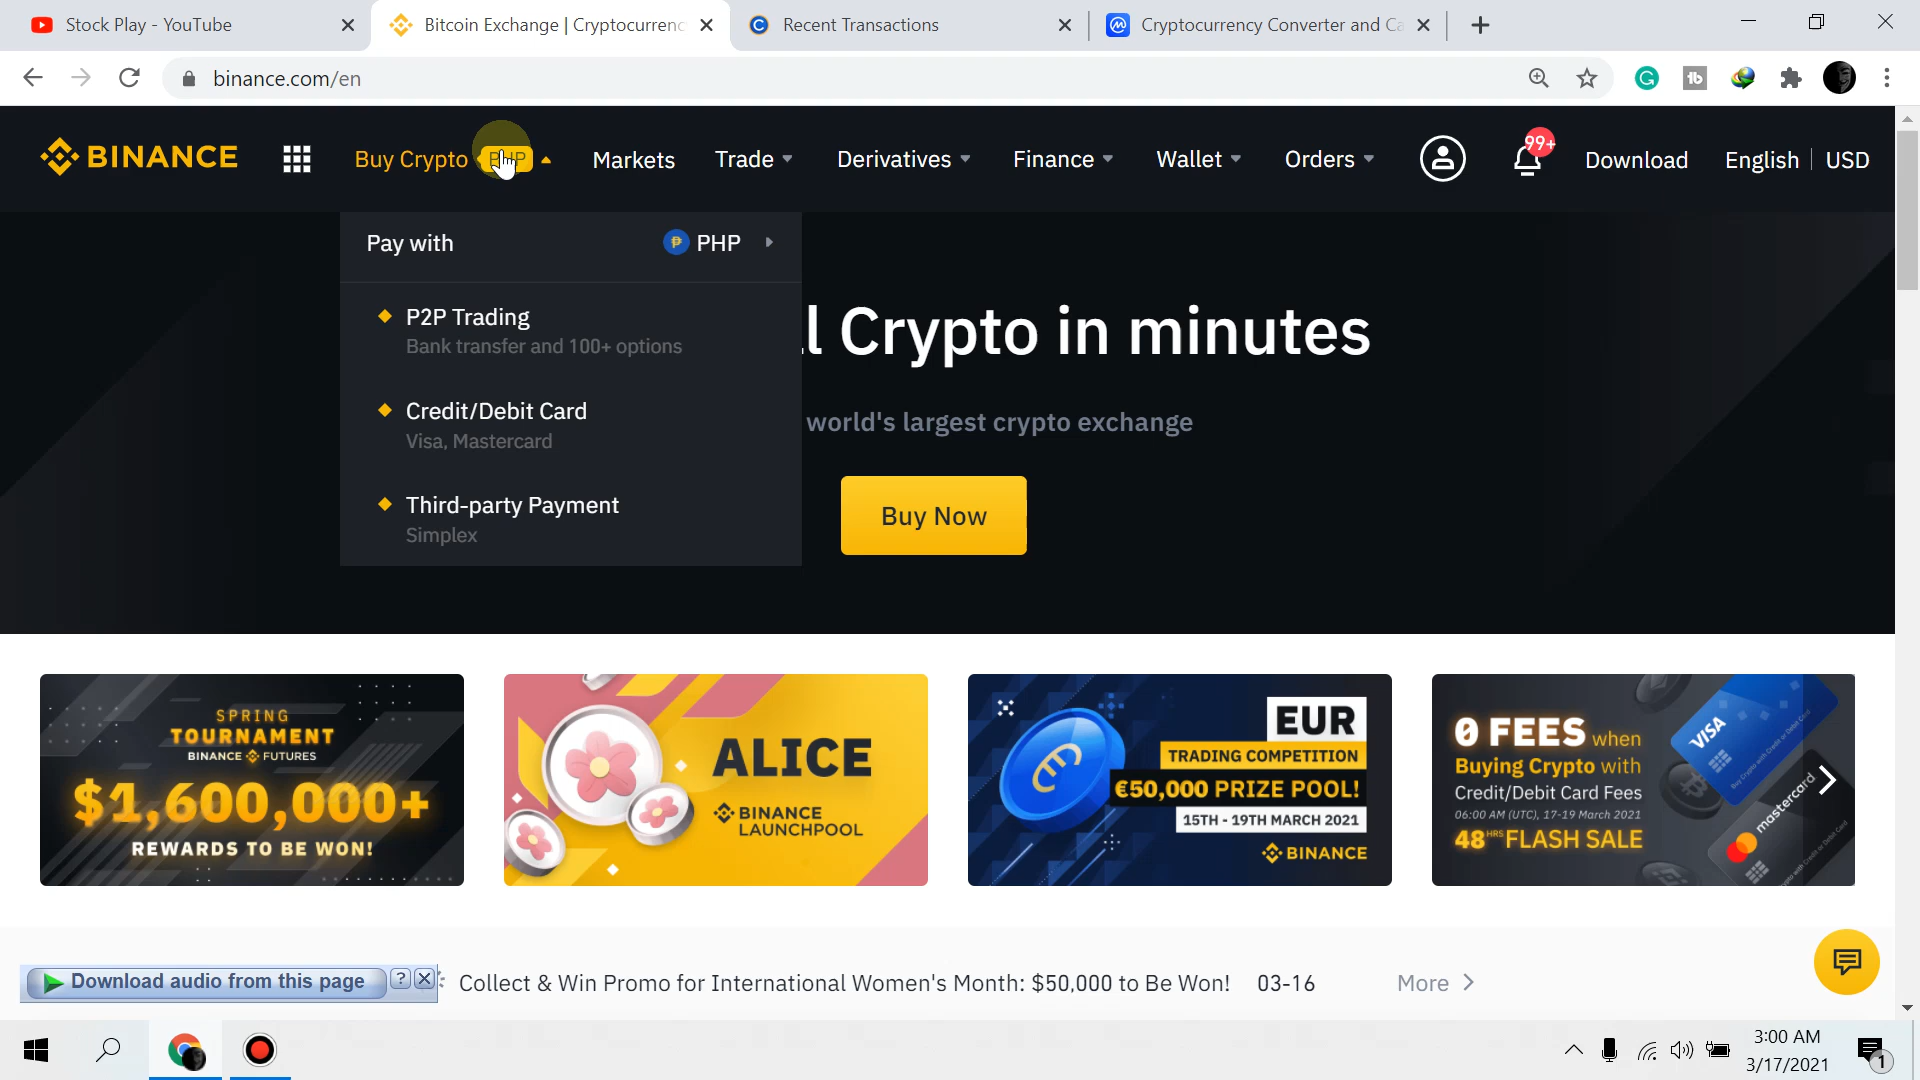 Stock Play - YouTube
Bitcoin Exchange | Cryptocurrenc
Recent Transactions
Cryptocurrency Converter and Ca
binance.com/en
BINANCE
Buy Crypto
PHP
Markets
Trade
Derivatives
Finance
Wallet
Orders
99+
Download
English | USD
Pay with
PHP
P2P Trading
Bank transfer and 100+ options
Credit/Debit Card
Visa, Mastercard
Third-party Payment
Simplex
l Crypto in minutes
world's largest crypto exchange
Buy Now
SPRING
TOURNAMENT
BINANCE FUTURES
$1,600,000+
REWARDS TO BE WON!
ALICE
BINANCE
LAUNCHPOOL
EUR
TRADING COMPETITION
€50,000 PRIZE POOL!
15TH - 19TH MARCH 2021
BINANCE
0 FEES when
Buying Crypto with
Credit/Debit Card Fees
06:00 AM (UTC), 17-19 March 2021
48HRS FLASH SALE
VISA
mastercard
Download audio from this page
?
Collect & Win Promo for International Women's Month: $50,000 to Be Won!
03-16
More
3:00 AM
3/17/2021
1